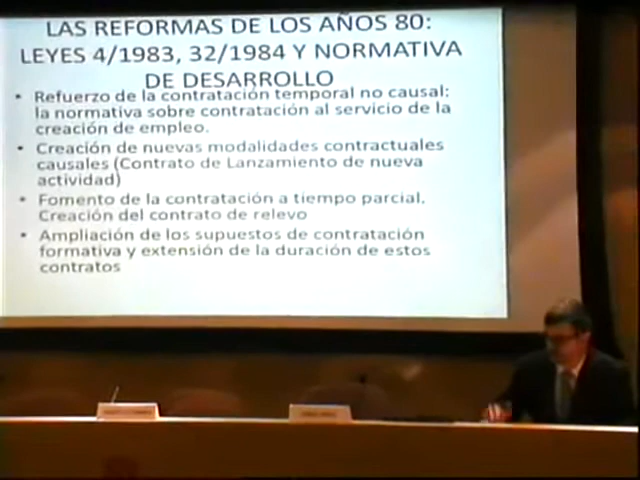 LAS REFORMAS DE LOS AÑOS 80:
LEYES 4/1983, 32/1984 Y NORMATIVA
DE DESARROLLO
• Refuerzo de la contratación temporal no causal:
la normativa sobre contratación al servicio de la
creación de empleo.
• Creación de nuevas modalidades contractuales
causales (Contrato de Lanzamiento de nueva
actividad)
• Fomento de la contratación a tiempo parcial.
Creación del contrato de relevo
• Ampliación de los supuestos de contratación
formativa y extensión de la duración de estos
contratos